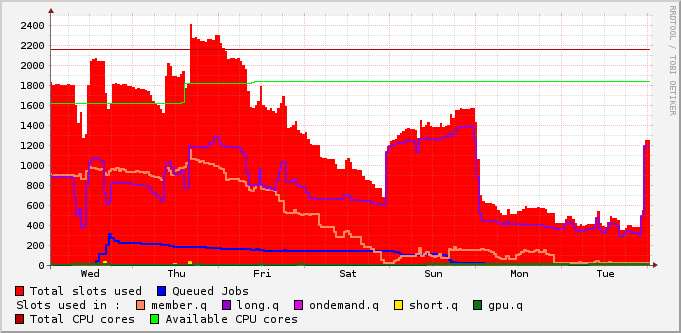 RRDTOOL / TOBI OETIKER
2400
2200
2000
1800
1600
1400
1200
1000
800
600
400
200
0
Wed Thu Fri Sat Sun Mon Tue
Total slots used Queued Jobs
Slots used in : member.q long.q ondemand.q short.q gpu.q
Total CPU cores Available CPU cores